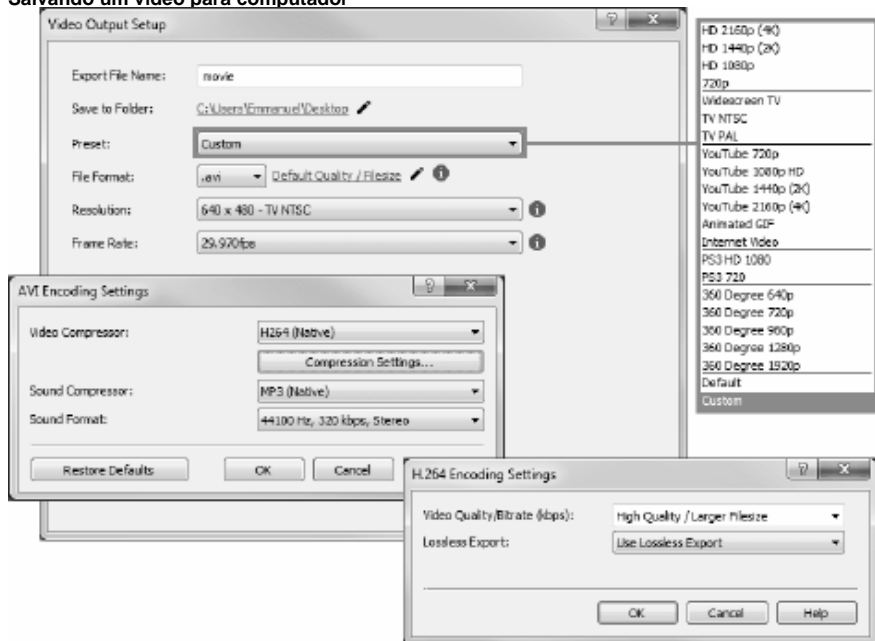 Salvando um vídeo para computador
Video Output Setup
Export File Name:
movie
Save to Folder:
C:\Users\Emmanuel\Desktop
Preset:
Custom
File Format:
.avi
Default Quality / Filesize
Resolution:
640 x 480 - TV NTSC
Frame Rate:
29.970fps
HD 2160p (4K)
HD 1440p (2K)
HD 1080p
720p
Widescreen TV
TV NTSC
TV PAL
YouTube 720p
YouTube 1080p HD
YouTube 1440p (2K)
YouTube 2160p (4K)
Animated GIF
Internet Video
PS3 HD 1080
PS3 720
360 Degree 640p
360 Degree 720p
360 Degree 960p
360 Degree 1280p
360 Degree 1920p
Default
Custom
AVI Encoding Settings
Video Compressor:
H264 (Native)
Compression Settings...
Sound Compressor:
MP3 (Native)
Sound Format:
44100 Hz, 320 kbps, Stereo
Restore Defaults
OK
Cancel
H.264 Encoding Settings
Video Quality/Bitrate (kbps):
High Quality / Larger Filesize
Lossless Export:
Use Lossless Export
OK
Cancel
Help